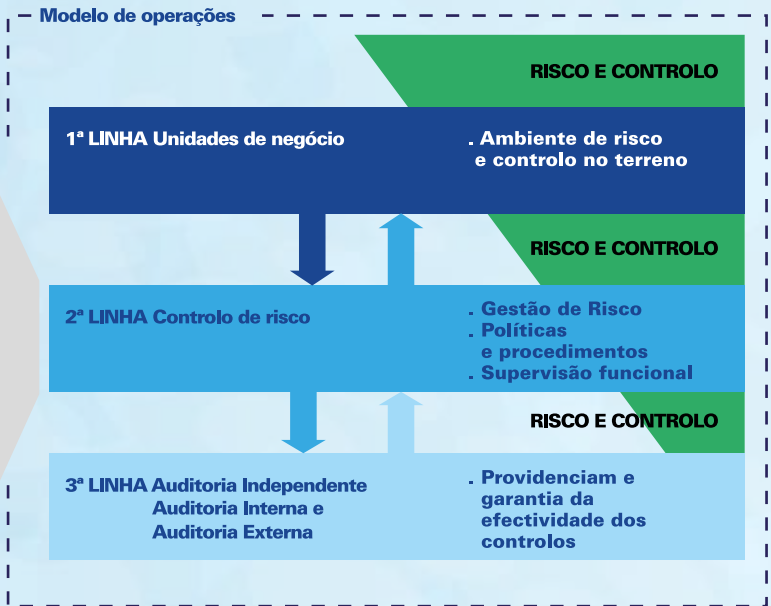 Modelo de operações
RISCO E CONTROLO
1ª LINHA Unidades de negócio
. Ambiente de risco
e controlo no terreno
RISCO E CONTROLO
2ª LINHA Controlo de risco
. Gestão de Risco
. Políticas
e procedimentos
. Supervisão funcional
RISCO E CONTROLO
3ª LINHA Auditoria Independente
Auditoria Interna e
Auditoria Externa
. Providenciam e
garantia da
efectividade dos
controlos